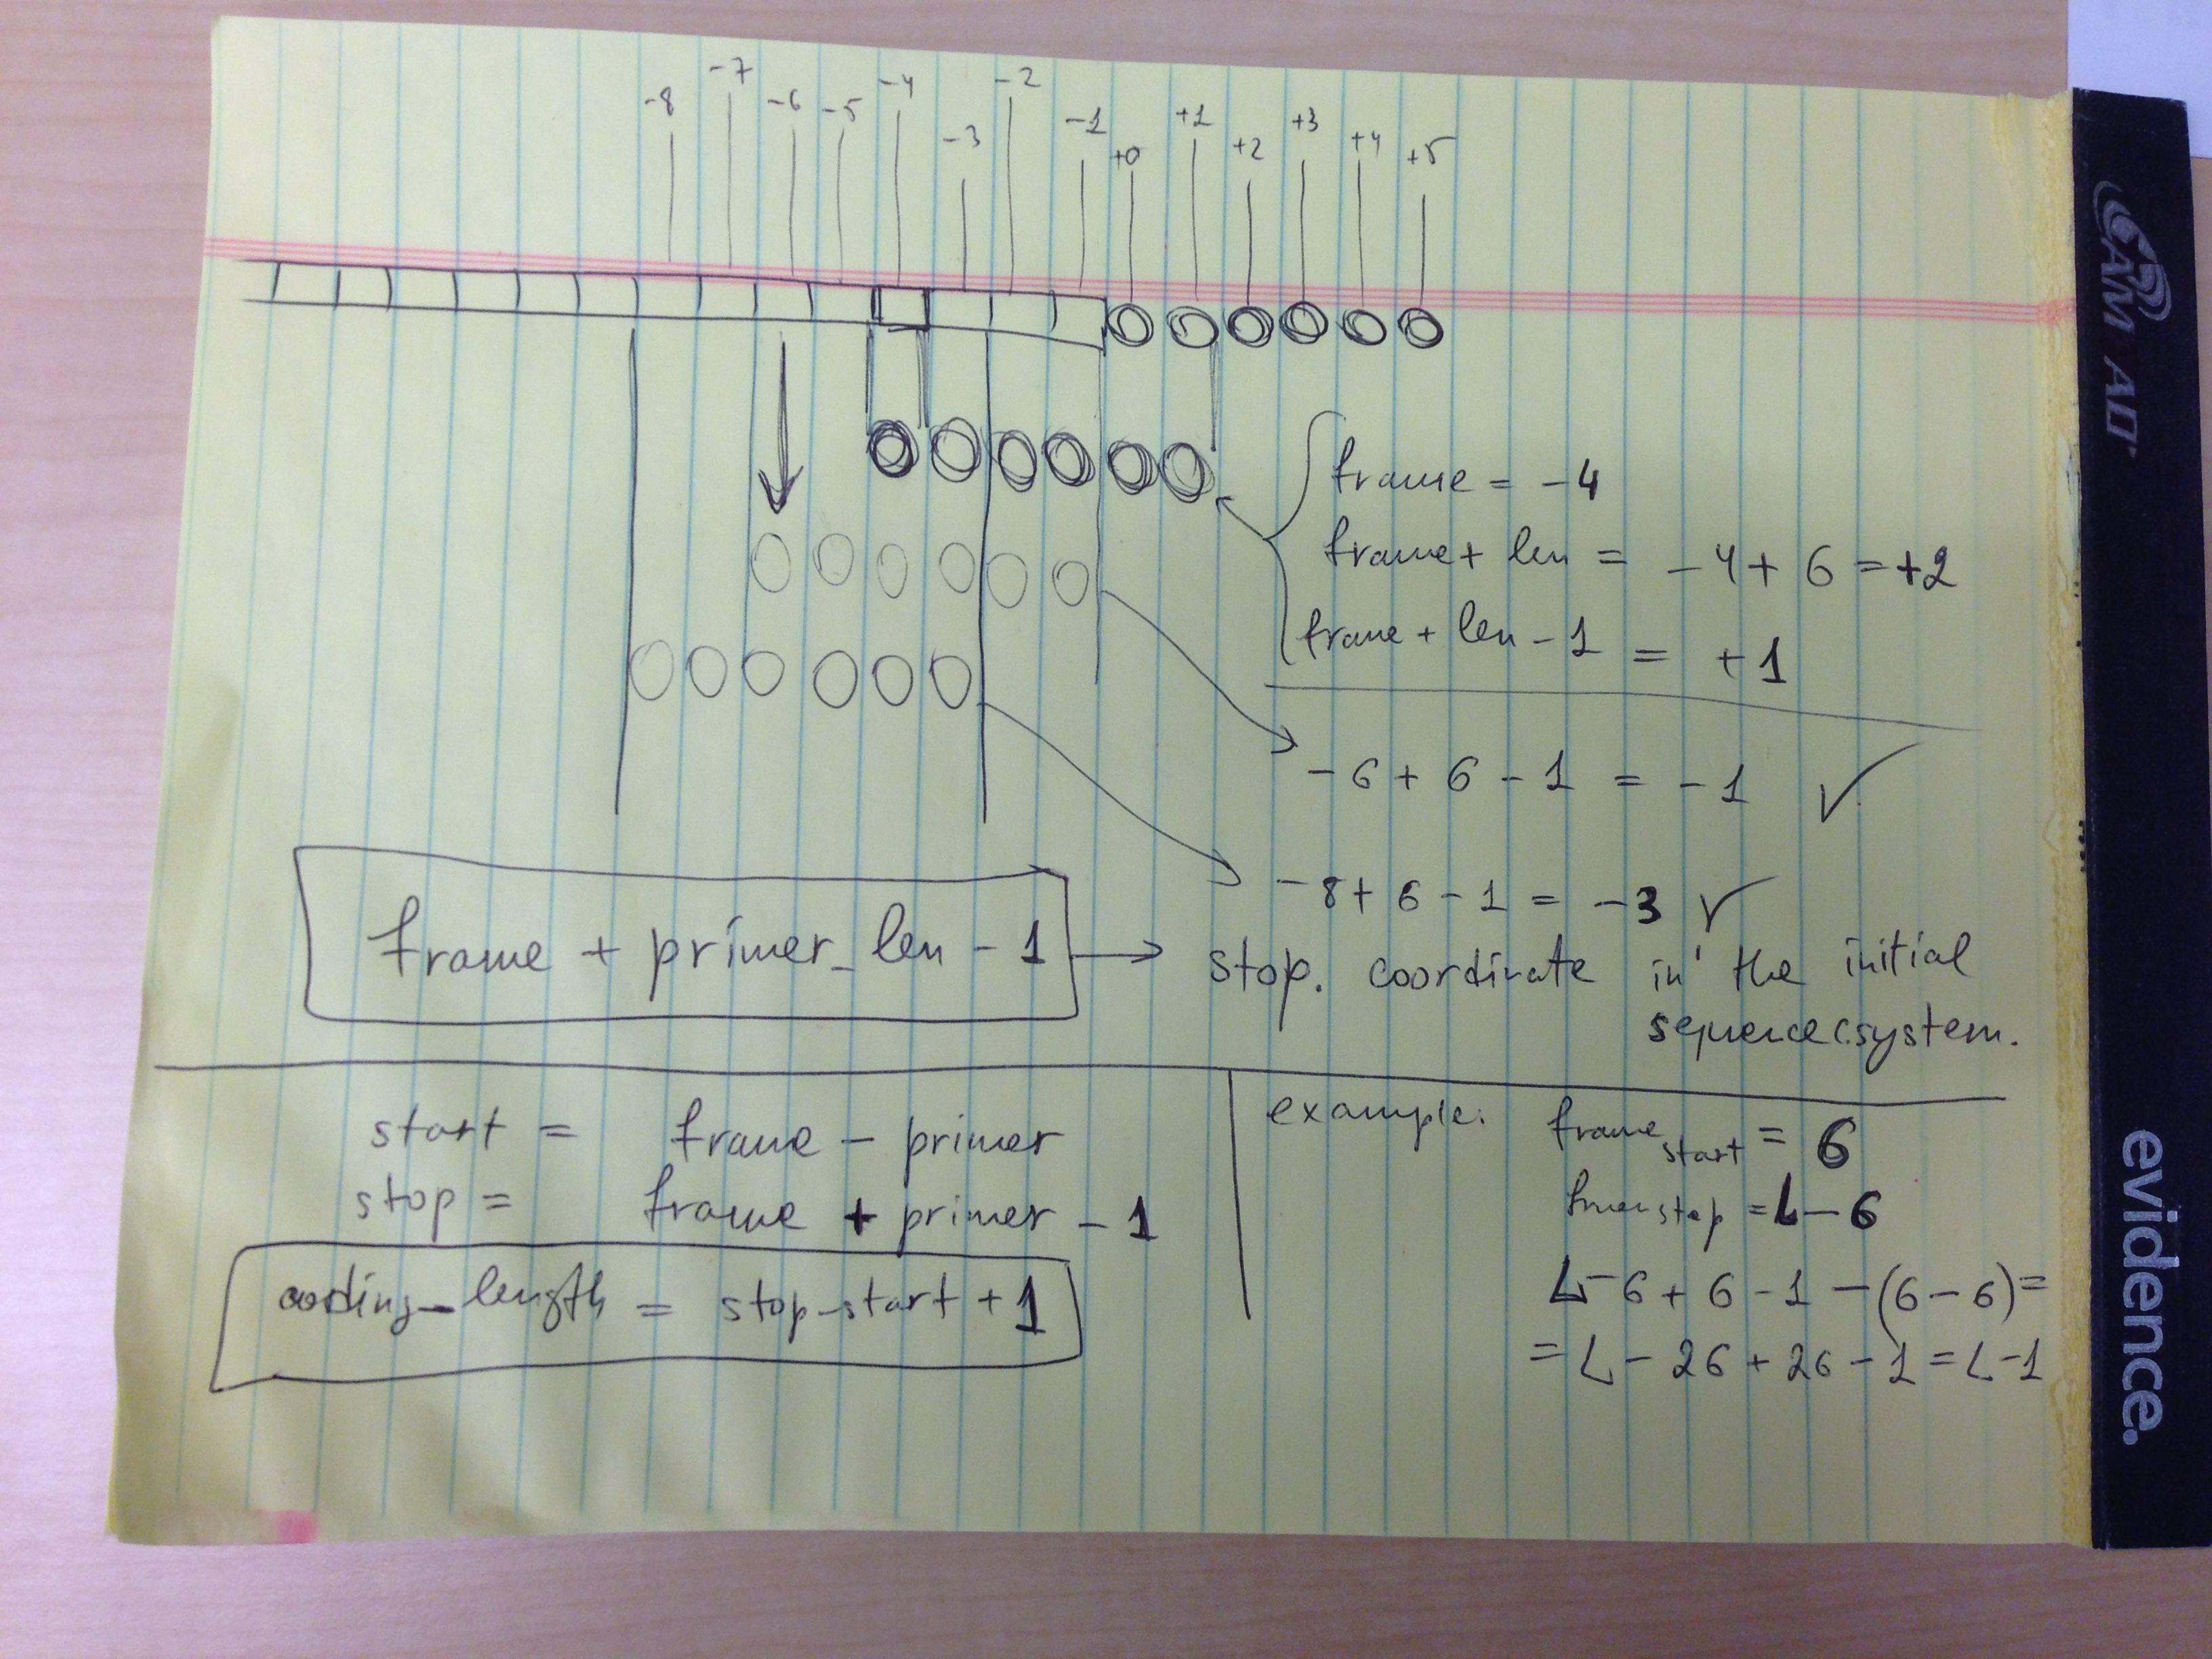 -8 -7 -6 -5 -4 -3 -2 -1 +0 +1 +2 +3 +4 +5
frame = -4
frame + len = -4 + 6 = +2
frame + len - 1 = +1
-6 + 6 - 1 = -1 ✓
-8 + 6 - 1 = -3 ✓
frame + primer_len - 1 → stop. coordinate in the initial
sequence system.
start = frame - primer
stop = frame + primer - 1
coding_length = stop-start + 1
example: frame start = 6
stop = L - 6
L - 6 + 6 - 1 - (6 - 6) =
= L - 26 + 26 - 1 = L - 1
CAM AD
evidence.